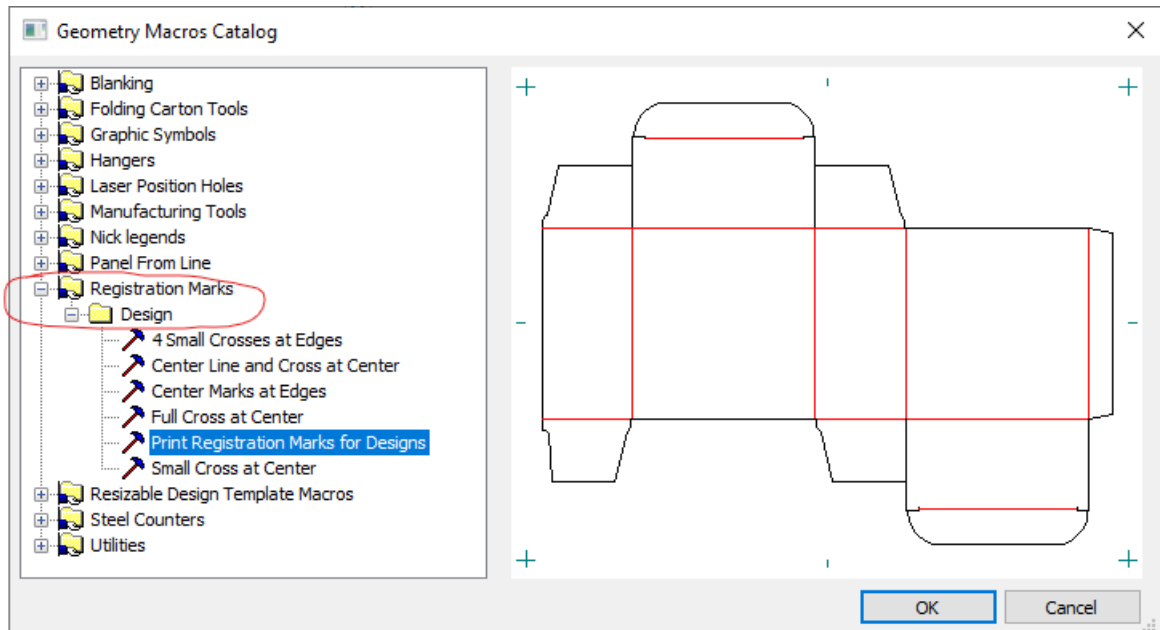 Geometry Macros Catalog
Blanking
Folding Carton Tools
Graphic Symbols
Hangers
Laser Position Holes
Manufacturing Tools
Nick legends
Panel From Line
Registration Marks
Design
4 Small Crosses at Edges
Center Line and Cross at Center
Center Marks at Edges
Full Cross at Center
Print Registration Marks for Designs
Small Cross at Center
Resizable Design Template Macros
Steel Counters
Utilities
OK
Cancel